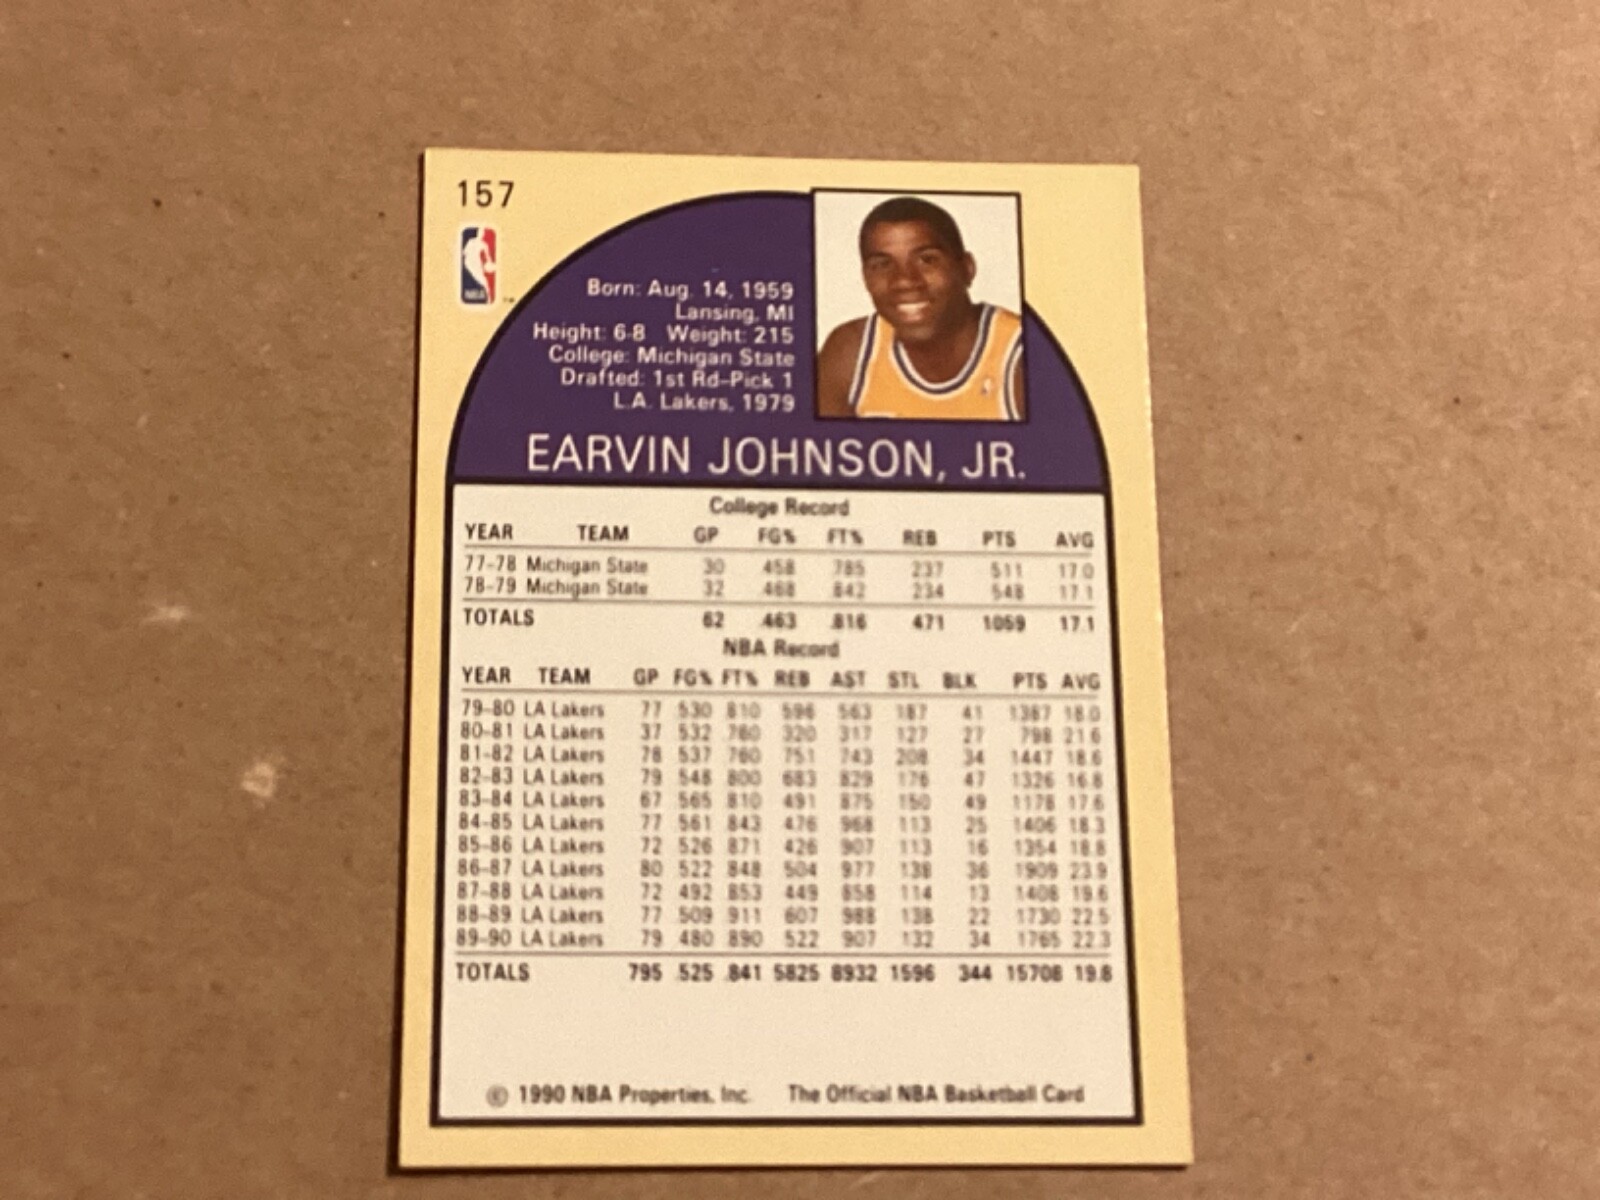 157
NBA
Born: Aug. 14, 1959
Lansing, MI
Height: 6-8 Weight: 215
College: Michigan State
Drafted: 1st Rd-Pick 1
L.A. Lakers, 1979
EARVIN JOHNSON, JR.
College Record
YEAR TEAM GP FG% FT% REB PTS AVG
77-78 Michigan State 30 .458 .785 237 511 17.0
78-79 Michigan State 32 .468 .842 234 548 17.1
TOTALS 62 .463 .816 471 1059 17.1
NBA Record
YEAR TEAM GP FG% FT% REB AST STL BLK PTS AVG
79-80 LA Lakers 77 .530 .810 596 563 187 41 1387 18.0
80-81 LA Lakers 37 .532 .760 320 317 127 27 798 21.6
81-82 LA Lakers 78 .537 .760 751 743 208 34 1447 18.6
82-83 LA Lakers 79 .548 .800 683 829 176 47 1326 16.8
83-84 LA Lakers 67 .565 .810 491 875 150 49 1178 17.6
84-85 LA Lakers 77 .561 .843 476 968 113 25 1406 18.3
85-86 LA Lakers 72 .526 .871 426 907 113 16 1354 18.8
86-87 LA Lakers 80 .522 .848 504 977 138 36 1909 23.9
87-88 LA Lakers 72 .492 .853 449 858 114 13 1408 19.6
88-89 LA Lakers 77 .509 .911 607 988 138 22 1730 22.5
89-90 LA Lakers 79 .480 .890 522 907 132 34 1765 22.3
TOTALS 795 .525 .841 5825 8932 1596 344 15708 19.8
© 1990 NBA Properties, Inc. The Official NBA Basketball Card